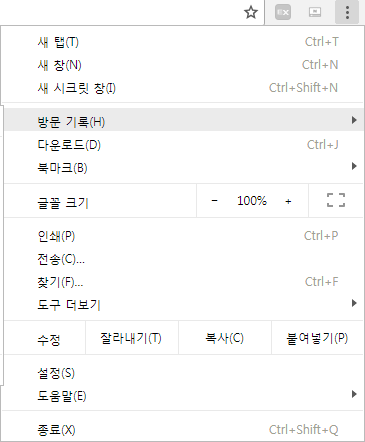 새 탭(T) Ctrl+T
새 창(N) Ctrl+N
새 시크릿 창(I) Ctrl+Shift+N
방문 기록(H)
다운로드(D) Ctrl+J
북마크(B)
글꼴 크기 - 100% +
인쇄(P) Ctrl+P
전송(C)...
찾기(F)... Ctrl+F
도구 더보기
수정 잘라내기(T) 복사(C) 붙여넣기(P)
설정(S)
도움말(E)
종료(X) Ctrl+Shift+Q